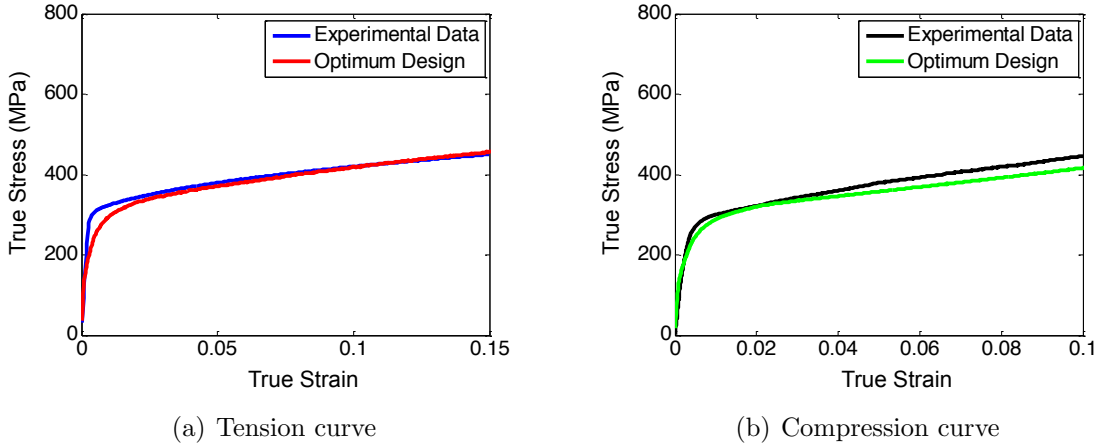 800
600
400
200
0
True Stress (MPa)
Experimental Data
Optimum Design
0 0.05 0.1 0.15
True Strain
(a) Tension curve
800
600
400
200
0
True Stress (MPa)
Experimental Data
Optimum Design
0 0.02 0.04 0.06 0.08 0.1
True Strain
(b) Compression curve